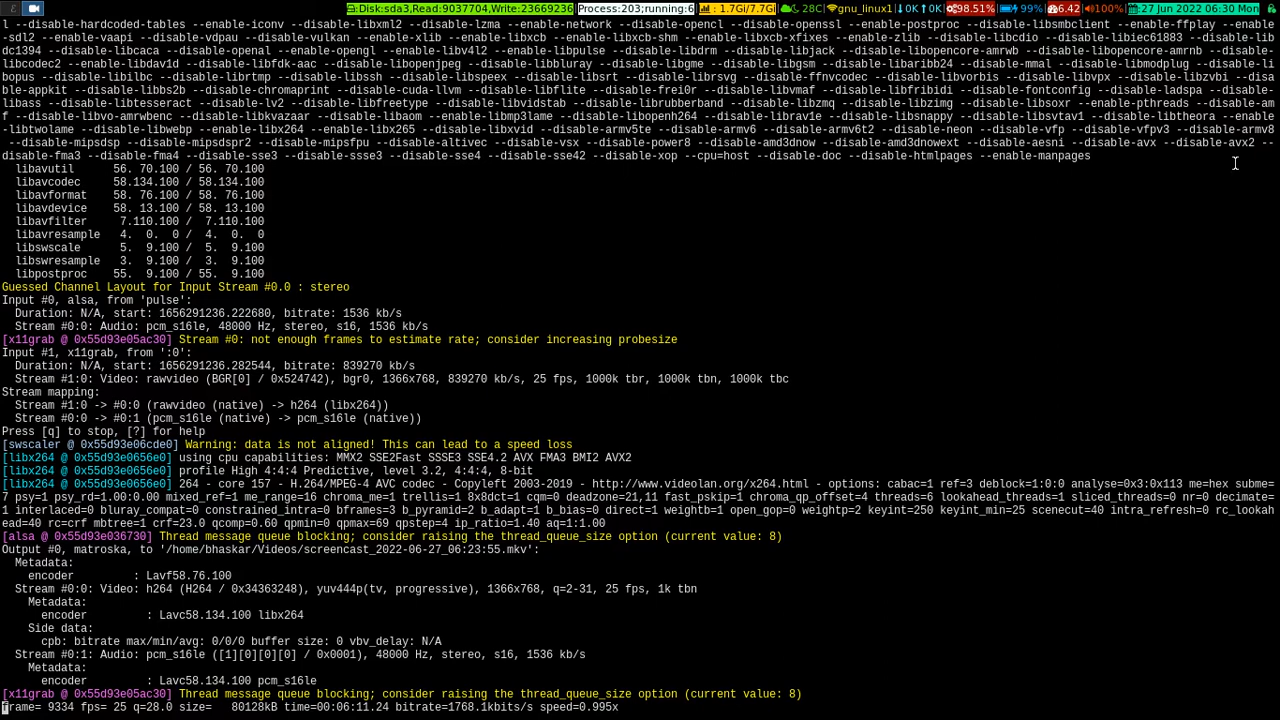 Disk:sda3,Read:9037704,Write:23669236 Process:203;running:6 : 1.7Gi/7.7Gi 28C gnu_linux1 0K 0K 98.51% 99% 6.42 100% :27 Jun 2022 06:30 Mon
l --disable-hardcoded-tables --enable-iconv --disable-libxml2 --disable-lzma --enable-network --disable-opencl --disable-openssl --enable-postproc --disable-libsmbclient --enable-ffplay --enable
-sdl2 --enable-vaapi --disable-vdpau --disable-vulkan --enable-xlib --enable-libxcb --enable-libxcb-shm --enable-libxcb-xfixes --enable-zlib --disable-libcdio --disable-libiec61883 --disable-lib
dc1394 --disable-libcaca --disable-openal --enable-opengl --enable-libv4l2 --enable-libpulse --disable-libdrm --disable-libjack --disable-libopencore-amrwb --disable-libopencore-amrnb --disable-
libcodec2 --enable-libdav1d --disable-libfdk-aac --disable-libopenjpeg --disable-libbluray --disable-libgme --disable-libgsm --disable-libaribb24 --disable-mmal --disable-libmodplug --disable-li
bopus --disable-libilbc --disable-librtmp --disable-libssh --disable-libspeex --disable-libsrt --disable-librsvg --disable-ffnvcodec --disable-libvorbis --disable-libvpx --disable-libzvbi --disa
ble-appkit --disable-libbs2b --disable-chromaprint --disable-cuda-llvm --disable-libflite --disable-frei0r --disable-libvmaf --disable-libfribidi --disable-fontconfig --disable-ladspa --disable-
libass --disable-libtesseract --disable-lv2 --disable-libfreetype --disable-libvidstab --disable-librubberband --disable-libzmq --disable-libzimg --disable-libsoxr --enable-pthreads --disable-am
f --disable-libvo-amrwbenc --disable-libkvazaar --disable-libaom --enable-libmp3lame --disable-libopenh264 --disable-librav1e --disable-libsnappy --disable-libsvtav1 --disable-libtheora --enable
-libtwolame --disable-libwebp --enable-libx264 --enable-libx265 --disable-libxvid --disable-armv5te --disable-armv6 --disable-armv6t2 --disable-neon --disable-vfp --disable-vfpv3 --disable-armv8
--disable-mipsdsp --disable-mipsdspr2 --disable-mipsfpu --disable-altivec --disable-vsx --disable-power8 --disable-amd3dnow --disable-amd3dnowext --disable-aesni --disable-avx --disable-avx2 --
disable-fma3 --disable-fma4 --disable-sse3 --disable-ssse3 --disable-sse4 --disable-sse42 --disable-xop --cpu=host --disable-doc --disable-htmlpages --enable-manpages
libavutil 56. 70.100 / 56. 70.100
libavcodec 58.134.100 / 58.134.100
libavformat 58. 76.100 / 58. 76.100
libavdevice 58. 13.100 / 58. 13.100
libavfilter 7.110.100 / 7.110.100
libavresample 4. 0. 0 / 4. 0. 0
libswscale 5. 9.100 / 5. 9.100
libswresample 3. 9.100 / 3. 9.100
libpostproc 55. 9.100 / 55. 9.100
Guessed Channel Layout for Input Stream #0.0 : stereo
Input #0, alsa, from 'pulse':
Duration: N/A, start: 1656291236.222680, bitrate: 1536 kb/s
Stream #0:0: Audio: pcm_s16le, 48000 Hz, stereo, s16, 1536 kb/s
[x11grab @ 0x55d93e05ac30] Stream #0: not enough frames to estimate rate; consider increasing probesize
Input #1, x11grab, from ':0':
Duration: N/A, start: 1656291236.282544, bitrate: 839270 kb/s
Stream #1:0: Video: rawvideo (BGR[0] / 0x524742), bgr0, 1366x768, 839270 kb/s, 25 fps, 1000k tbr, 1000k tbn, 1000k tbc
Stream mapping:
Stream #1:0 -> #0:0 (rawvideo (native) -> h264 (libx264))
Stream #0:0 -> #0:1 (pcm_s16le (native) -> pcm_s16le (native))
Press [q] to stop, [?] for help
[swscaler @ 0x55d93e06cde0] Warning: data is not aligned! This can lead to a speed loss
[libx264 @ 0x55d93e0656e0] using cpu capabilities: MMX2 SSE2Fast SSSE3 SSE4.2 AVX FMA3 BMI2 AVX2
[libx264 @ 0x55d93e0656e0] profile High 4:4:4 Predictive, level 3.2, 4:4:4, 8-bit
[libx264 @ 0x55d93e0656e0] 264 - core 157 - H.264/MPEG-4 AVC codec - Copyleft 2003-2019 - http://www.videolan.org/x264.html - options: cabac=1 ref=3 deblock=1:0:0 analyse=0x3:0x113 me=hex subme=
7 psy=1 psy_rd=1.00:0.00 mixed_ref=1 me_range=16 chroma_me=1 trellis=1 8x8dct=1 cqm=0 deadzone=21,11 fast_pskip=1 chroma_qp_offset=4 threads=6 lookahead_threads=1 sliced_threads=0 nr=0 decimate=
1 interlaced=0 bluray_compat=0 constrained_intra=0 bframes=3 b_pyramid=2 b_adapt=1 b_bias=0 direct=1 weightb=1 open_gop=0 weightp=2 keyint=250 keyint_min=25 scenecut=40 intra_refresh=0 rc_lookah
ead=40 rc=crf mbtree=1 crf=23.0 qcomp=0.60 qpmin=0 qpmax=69 qpstep=4 ip_ratio=1.40 aq=1:1.00
[alsa @ 0x55d93e036730] Thread message queue blocking; consider raising the thread_queue_size option (current value: 8)
Output #0, matroska, to '/home/bhaskar/Videos/screencast_2022-06-27_06:23:55.mkv':
Metadata:
encoder : Lavf58.76.100
Stream #0:0: Video: h264 (H264 / 0x34363248), yuv444p(tv, progressive), 1366x768, q=2-31, 25 fps, 1k tbn
Metadata:
encoder : Lavc58.134.100 libx264
Side data:
cpb: bitrate max/min/avg: 0/0/0 buffer size: 0 vbv_delay: N/A
Stream #0:1: Audio: pcm_s16le ([1][0][0][0] / 0x0001), 48000 Hz, stereo, s16, 1536 kb/s
Metadata:
encoder : Lavc58.134.100 pcm_s16le
[x11grab @ 0x55d93e05ac30] Thread message queue blocking; consider raising the thread_queue_size option (current value: 8)
frame= 9334 fps= 25 q=28.0 size= 80128kB time=00:06:11.24 bitrate=1768.1kbits/s speed=0.995x